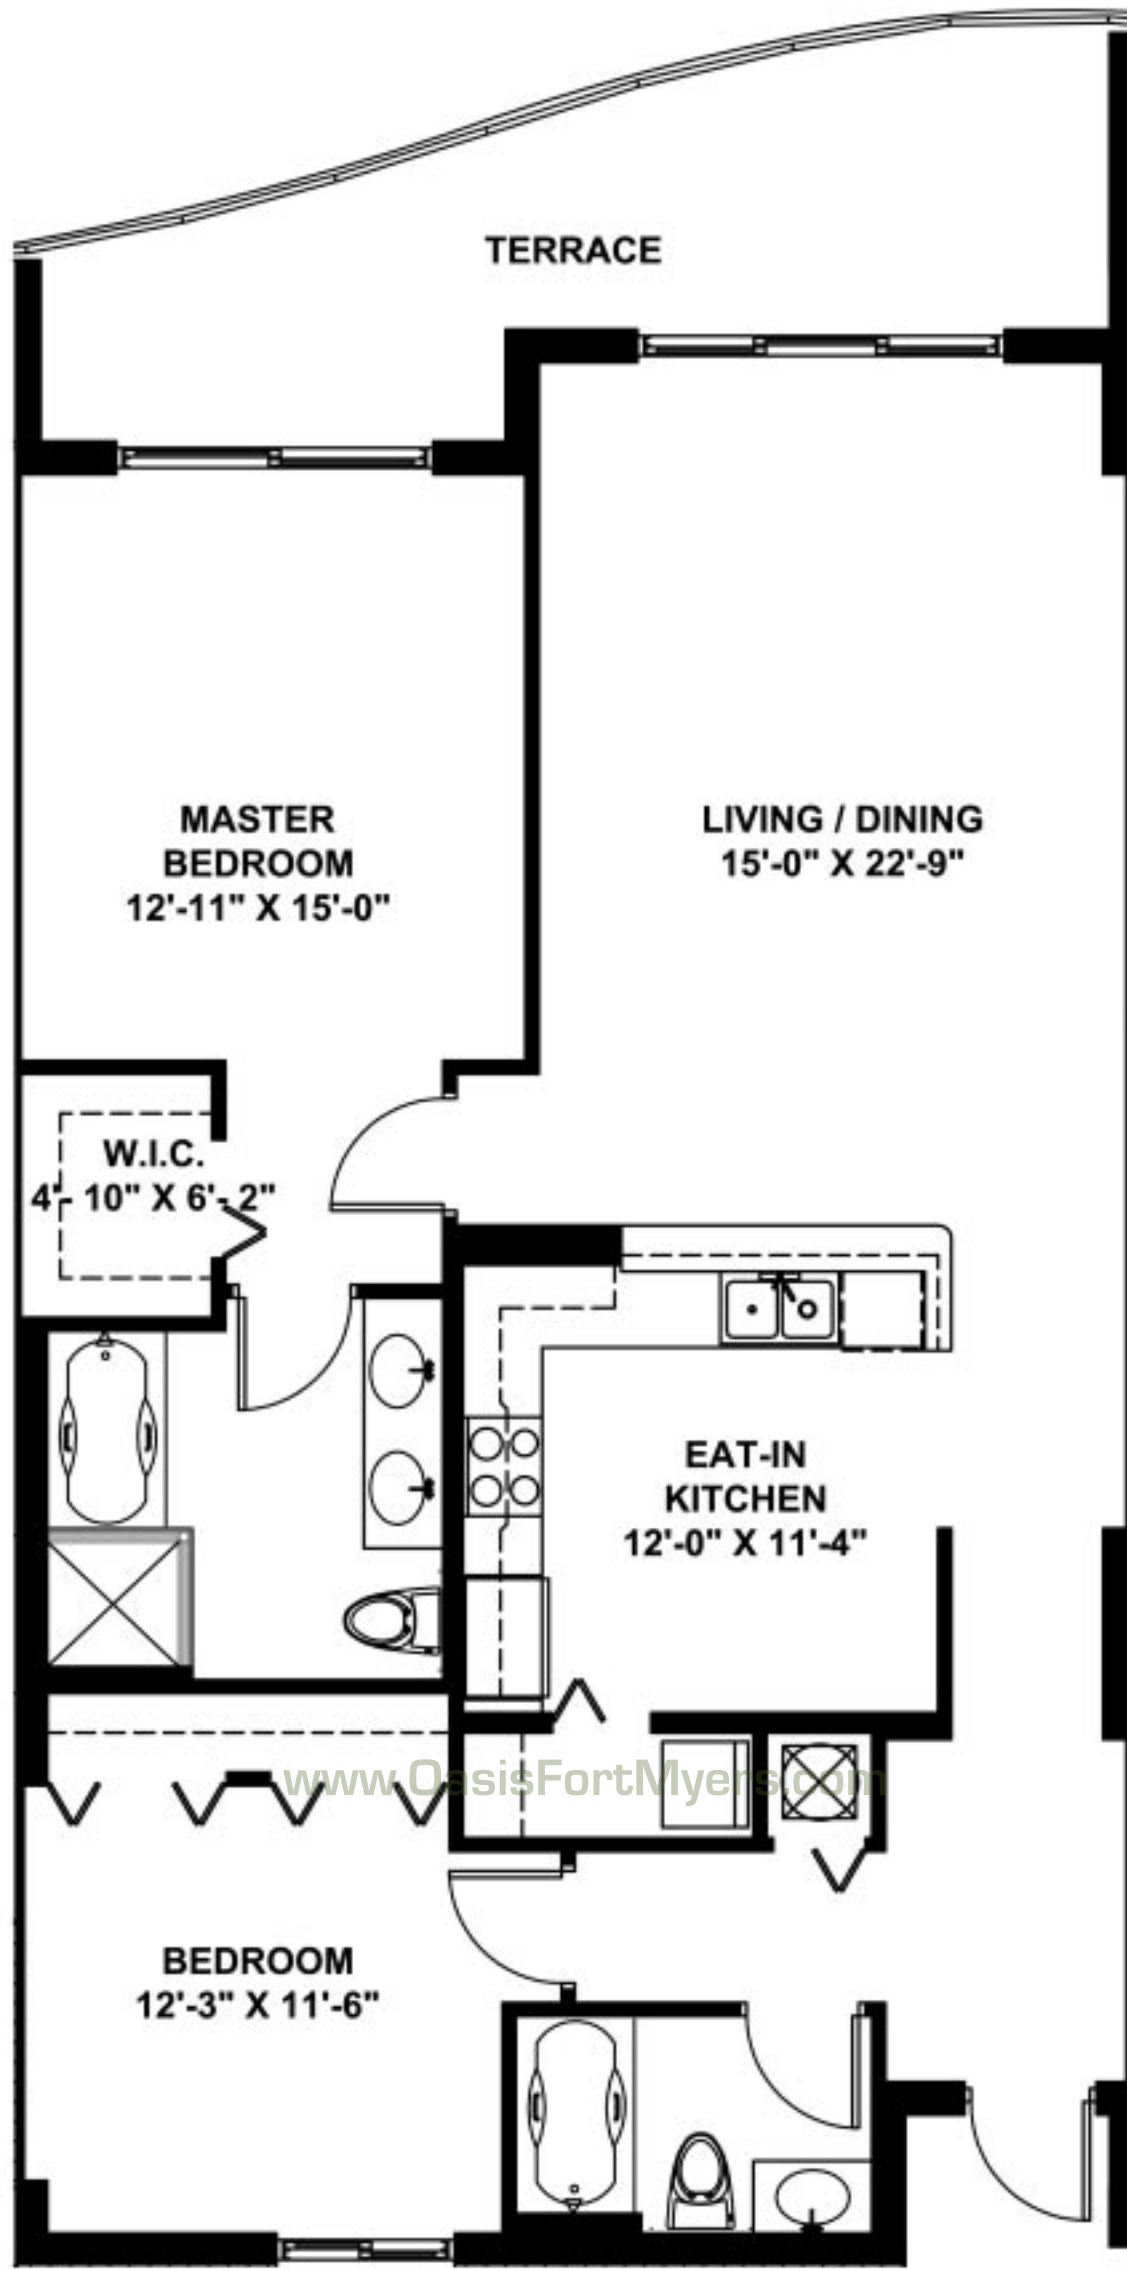 TERRACE
MASTER
BEDROOM
12'-11" X 15'-0"
LIVING / DINING
15'-0" X 22'-9"
W.I.C.
4'- 10" X 6'- 2"
EAT-IN
KITCHEN
12'-0" X 11'-4"
www.OasisFortMyers.com
BEDROOM
12'-3" X 11'-6"